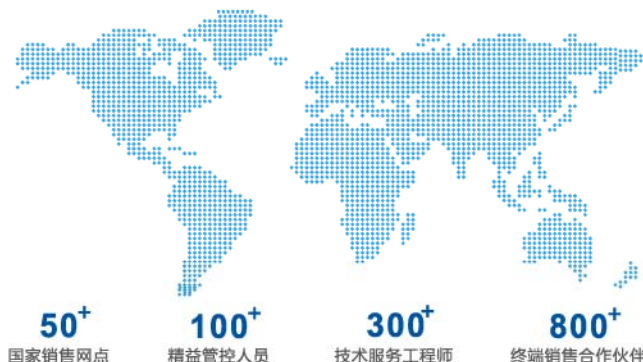 50+
100+
300+
800+
国家销售网点
精益管控人员
技术服务工程师
终端销售合作伙伴